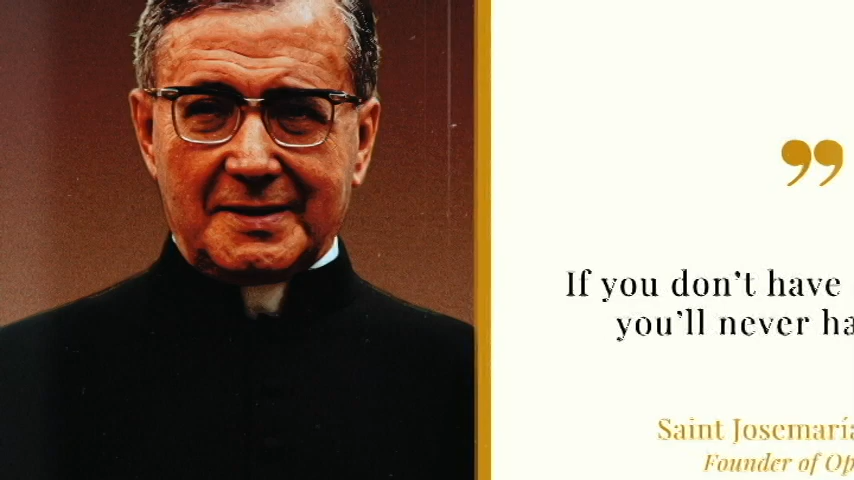 ”
If you don’t have
you’ll never ha
Saint Josemaría
Founder of Op